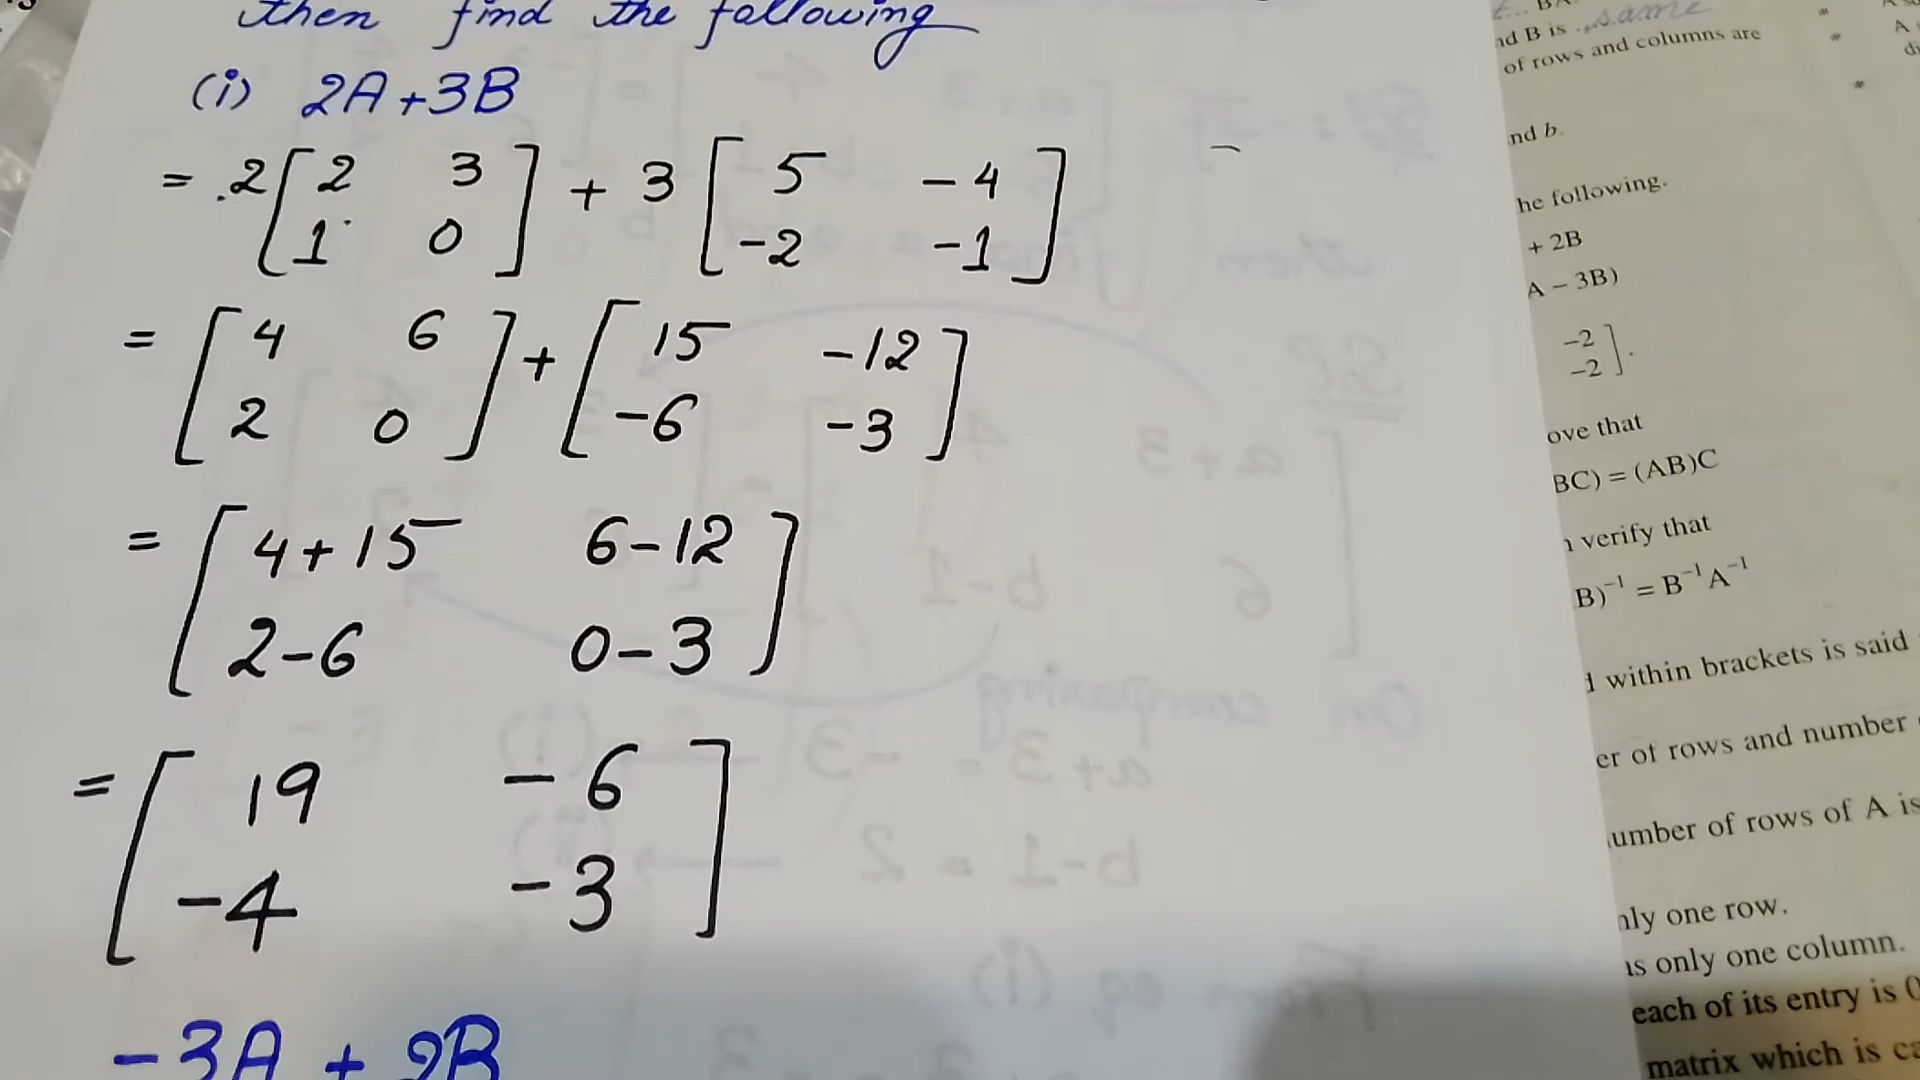 then find the following
(i) 2A+3B
= .2[2 3] + 3[5 -4]
[1 0] [-2 -1]
= [4 6] + [15 -12]
[2 0] [-6 -3]
= [4+15 6-12]
[2-6 0-3]
= [19 -6]
[-4 -3]
-3A + 2B
nd B is ..same
of rows and columns are
nd b.
he following.
+ 2B
A – 3B)
–2
–2].
ove that
BC) = (AB)C
verify that
B)⁻¹ = B⁻¹A⁻¹
d within brackets is said
er of rows and number
umber of rows of A is
nly one row.
is only one column.
each of its entry is 0
matrix which is ca